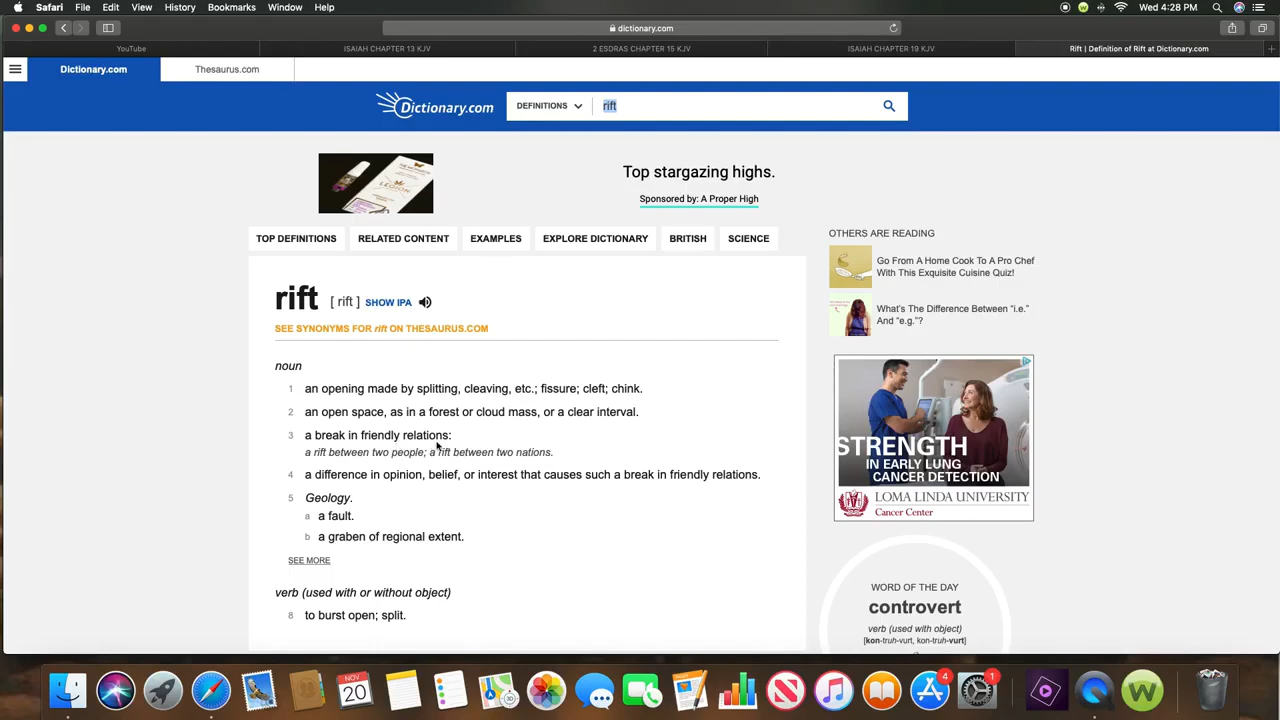 Safari File Edit View History Bookmarks Window Help
Wed 4:28 PM
dictionary.com
YouTube
ISAIAH CHAPTER 13 KJV
2 ESDRAS CHAPTER 15 KJV
ISAIAH CHAPTER 19 KJV
Rift | Definition of Rift at Dictionary.com
Dictionary.com
Thesaurus.com
Dictionary.com
DEFINITIONS
rift
LEGION
Top stargazing highs.
Sponsored by: A Proper High
TOP DEFINITIONS
RELATED CONTENT
EXAMPLES
EXPLORE DICTIONARY
BRITISH
SCIENCE
rift [ rift ] SHOW IPA
SEE SYNONYMS FOR rift ON THESAURUS.COM
noun
1 an opening made by splitting, cleaving, etc.; fissure; cleft; chink.
2 an open space, as in a forest or cloud mass, or a clear interval.
3 a break in friendly relations:
a rift between two people; a rift between two nations.
4 a difference in opinion, belief, or interest that causes such a break in friendly relations.
5 Geology.
a a fault.
b a graben of regional extent.
SEE MORE
verb (used with or without object)
8 to burst open; split.
OTHERS ARE READING
Go From A Home Cook To A Pro Chef
With This Exquisite Cuisine Quiz!
What's The Difference Between “i.e.”
And “e.g.”?
STRENGTH
IN EARLY LUNG
CANCER DETECTION
LOMA LINDA UNIVERSITY
Cancer Center
WORD OF THE DAY
controvert
verb (used with object)
[kon-truh-vurt, kon-truh-vurt]
NOV
20
4
1